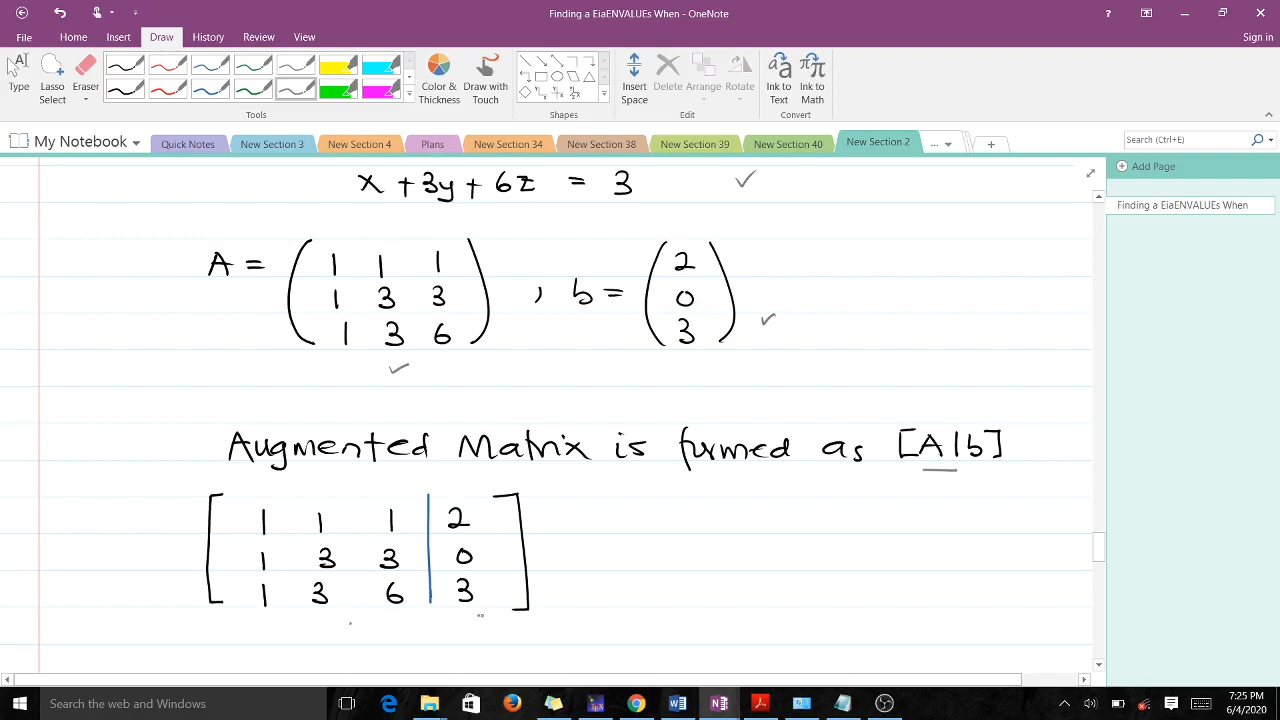 Finding a EiaENVALUEs When - OneNote
Sign in
File Home Insert Draw History Review View
Type
Lasso Select
Eraser
Color & Thickness
Draw with Touch
Insert Space
Delete
Arrange
Rotate
Ink to Text
Ink to Math
Tools
Shapes
Edit
Convert
My Notebook
Quick Notes
New Section 3
New Section 4
Plans
New Section 34
New Section 38
New Section 39
New Section 40
New Section 2
...
Search (Ctrl+E)
Add Page
Finding a EiaENVALUEs When
x + 3y + 6z = 3 ✓
A = ( 1 1 1
1 3 3
1 3 6 ) ✓
, b = ( 2
0
3 ) ✓
Augmented Matrix is formed as [A|b]
[ 1 1 1 | 2
1 3 3 | 0
1 3 6 | 3 ]
Search the web and Windows
7:25 PM
6/4/2020